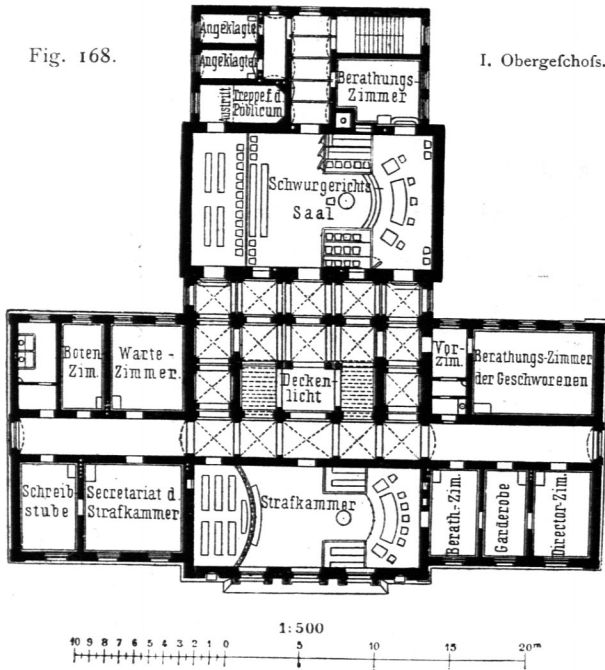 Fig. 168.
I. Obergeſchoſs.
Angeklagte
Angeklagter
Austritt
Treppe f. d.
Publicum
Berathungs-
Zimmer
Schwurgerichts-
Saal
Boten-
Zim.
Warte-
Zimmer.
Decken-
licht
Vor-
zim.
Berathungs-Zimmer
der Geschworenen
Schreib-
stube
Secretariat d.
Strafkammer
Strafkammer
Berath.-Zim.
Garderobe
Director-Zim.
1:500
10 9 8 7 6 5 4 3 2 1 0 5 10 15 20m